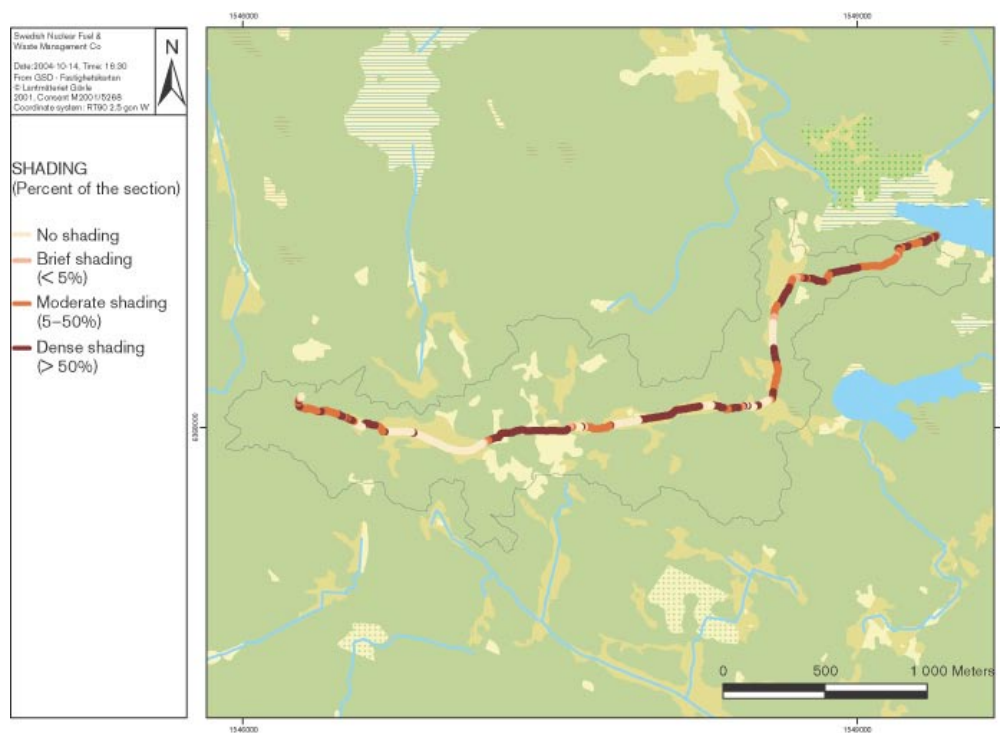 Swedish Nuclear Fuel &
Waste Management Co
Date:2004-10-14, Time: 16:30
From GSD - Fastighetskartan
© Lantmäteriet Gävle
2001, Consent M2001/5268
Coordinate system: RT90 2.5 gon W
N
SHADING
(Percent of the section)
No shading
Brief shading
(< 5%)
Moderate shading
(5–50%)
Dense shading
(> 50%)
1549000
0 500 1 000 Meters
1549000